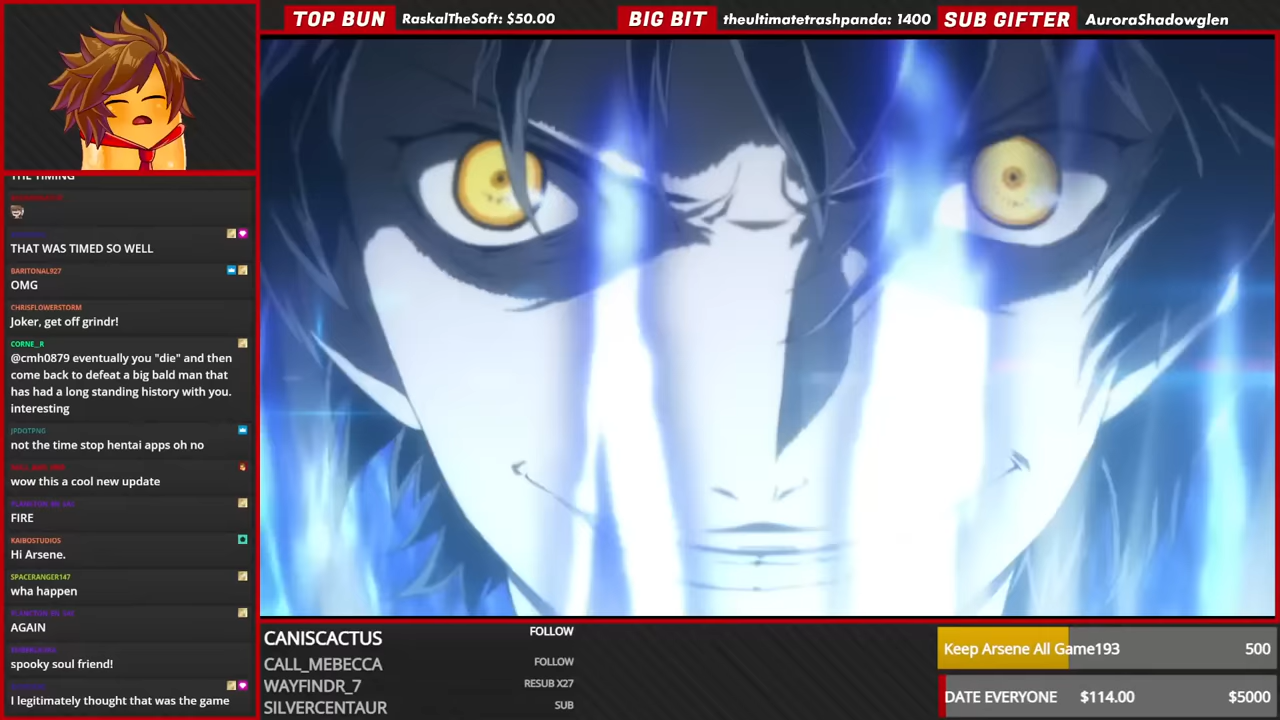 TOP BUN RaskalTheSoft: $50.00 BIG BIT theultimatetrashpanda: 1400 SUB GIFTER AuroraShadowglen
THE TIMING
THAT WAS TIMED SO WELL
BARITONAL927
OMG
CHRISFLOWERSTORM
Joker, get off grindr!
CORNE_R
@cmh0879 eventually you "die" and then
come back to defeat a big bald man that
has had a long standing history with you.
interesting
JPDOTPNG
not the time stop hentai apps oh no
wow this a cool new update
FIRE
KAIBOSTUDIOS
Hi Arsene.
SPACERANGER147
wha happen
AGAIN
spooky soul friend!
I legitimately thought that was the game
CANISCACTUS FOLLOW
CALL_MEBECCA FOLLOW
WAYFINDR_7 RESUB X27
SILVERCENTAUR SUB
Keep Arsene All Game193 500
DATE EVERYONE $114.00 $5000